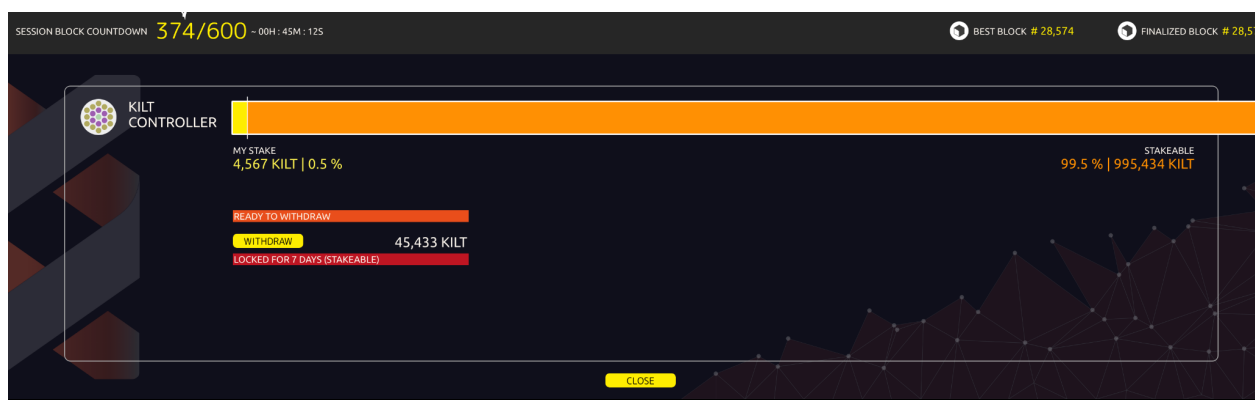 SESSION BLOCK COUNTDOWN 374/600 ~ 00H : 45M : 12S
BEST BLOCK # 28,574
FINALIZED BLOCK # 28,57
KILT
CONTROLLER
MY STAKE
4,567 KILT | 0.5 %
STAKEABLE
99.5 % | 995,434 KILT
READY TO WITHDRAW
WITHDRAW 45,433 KILT
LOCKED FOR 7 DAYS (STAKEABLE)
CLOSE